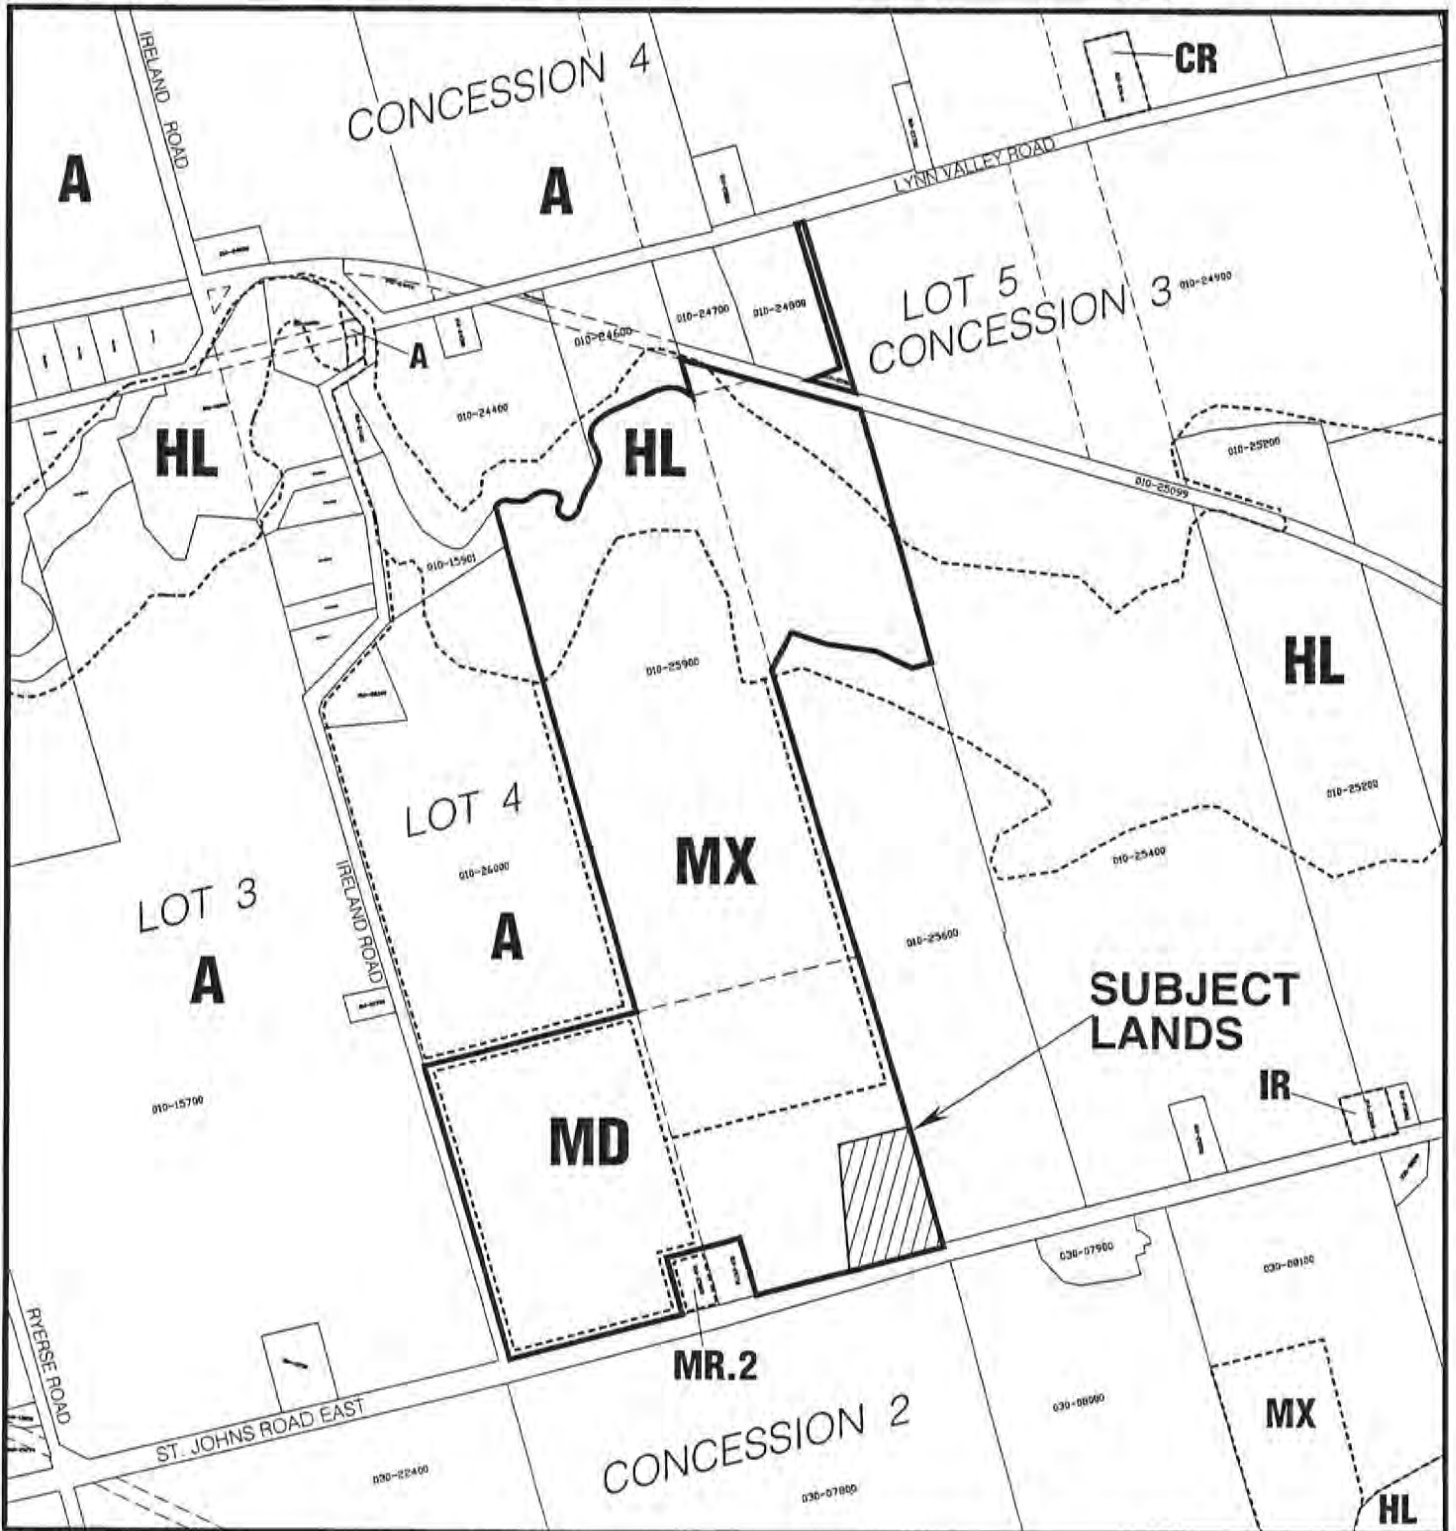 IRELAND ROAD
CONCESSION 4
CR
A
A
LYNN VALLEY ROAD
LOT 5
CONCESSION 3
010-24900
010-24700
010-24800
010-24600
A
010-24400
HL
HL
010-25200
010-25099
010-15901
HL
010-25900
LOT 4
010-25200
MX
010-25400
010-26000
LOT 3
IRELAND ROAD
A
010-25600
A
SUBJECT
LANDS
IR
010-15700
MD
030-07900
030-08100
RYERSE ROAD
MR.2
MX
ST. JOHNS ROAD EAST
CONCESSION 2
030-08000
030-22400
030-07800
HL